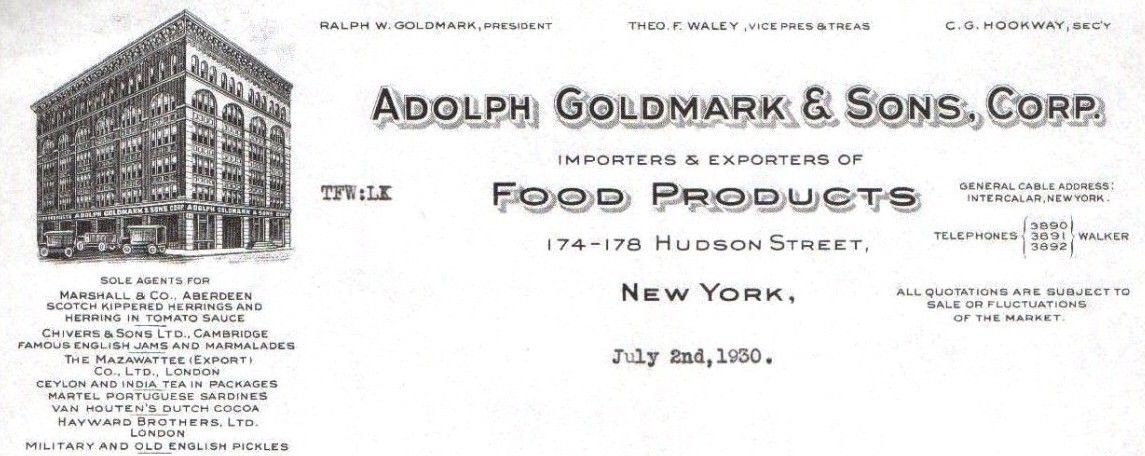 RALPH W. GOLDMARK, PRESIDENT
THEO. F. WALEY, VICE PRES & TREAS
C. G. HOOKWAY, SEC'Y
ADOLPH GOLDMARK & SONS, CORP.
IMPORTERS & EXPORTERS OF
FOOD PRODUCTS
174-178 HUDSON STREET,
NEW YORK,
TFW:LK
GENERAL CABLE ADDRESS:
INTERCALAR, NEW YORK.
TELEPHONES { 3890 3891 3892 } WALKER
ALL QUOTATIONS ARE SUBJECT TO
SALE OR FLUCTUATIONS
OF THE MARKET.
July 2nd, 1930.
ADOLPH GOLDMARK & SONS CORP ADOLPH GOLDMARK & SONS CORP
SOLE AGENTS FOR
MARSHALL & CO., ABERDEEN
SCOTCH KIPPERED HERRINGS AND
HERRING IN TOMATO SAUCE
CHIVERS & SONS LTD., CAMBRIDGE
FAMOUS ENGLISH JAMS AND MARMALADES
THE MAZAWATTEE (EXPORT)
CO., LTD., LONDON
CEYLON AND INDIA TEA IN PACKAGES
MARTEL PORTUGUESE SARDINES
VAN HOUTEN'S DUTCH COCOA
HAYWARD BROTHERS, LTD.
LONDON
MILITARY AND OLD ENGLISH PICKLES